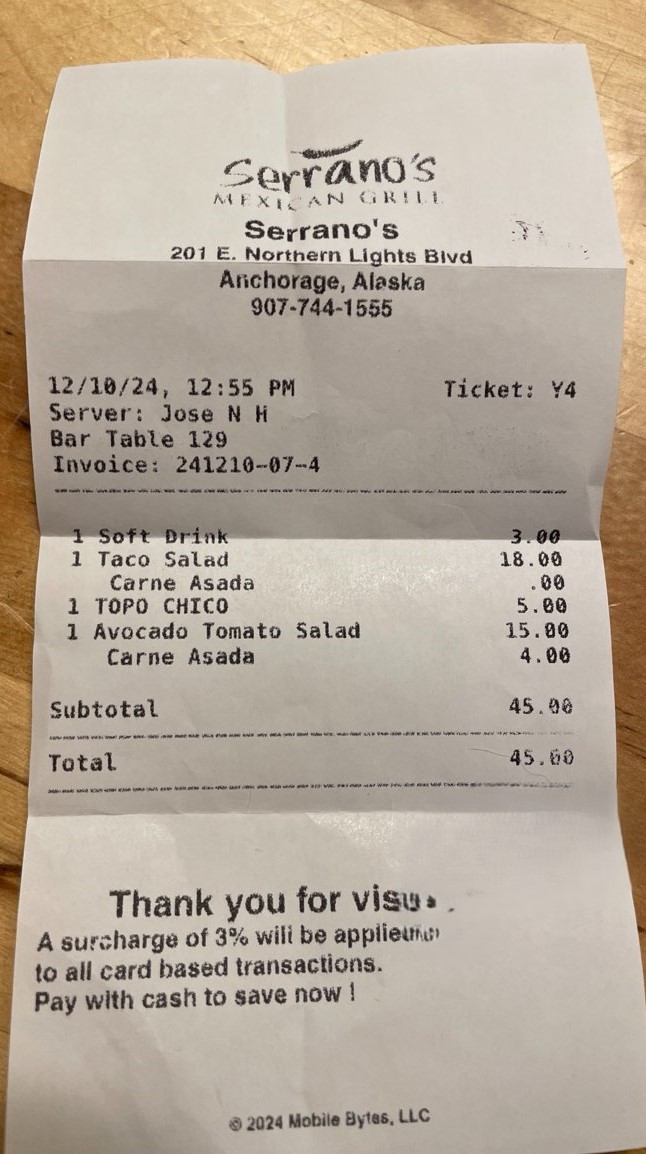 Serrano's
MEXICAN GRILL
Serrano's
201 E. Northern Lights Blvd
Anchorage, Alaska
907-744-1555
12/10/24, 12:55 PM Ticket: Y4
Server: Jose N H
Bar Table 129
Invoice: 241210-07-4
1 Soft Drink 3.00
1 Taco Salad 18.00
Carne Asada .00
1 TOPO CHICO 5.00
1 Avocado Tomato Salad 15.00
Carne Asada 4.00
Subtotal 45.00
Total 45.00
Thank you for
A surcharge of 3% will be applied
to all card based transactions.
Pay with cash to save now !
© 2024 Mobile Bytes, LLC